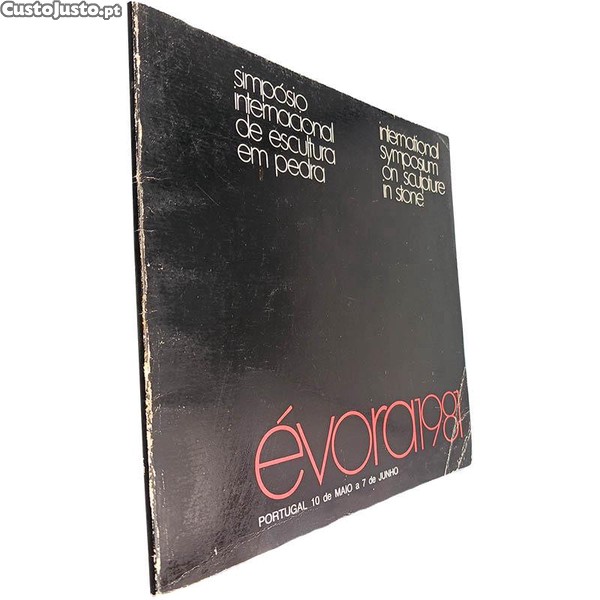 CustoJusto.pt
simpósio
internacional
de escultura
em pedra
international
symposium
on sculpture
in stone
évora1981
PORTUGAL 10 de MAIO a 7 de JUNHO